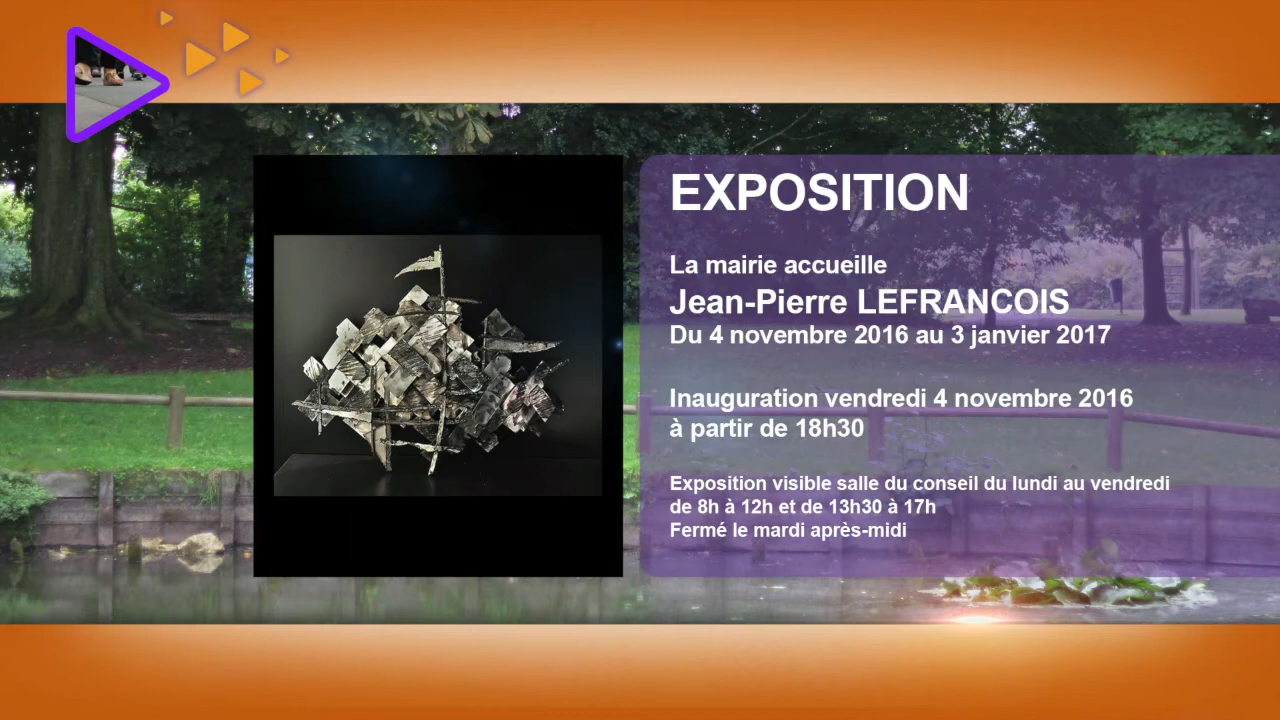 EXPOSITION
La mairie accueille
Jean-Pierre LEFRANCOIS
Du 4 novembre 2016 au 3 janvier 2017
Inauguration vendredi 4 novembre 2016
à partir de 18h30
Exposition visible salle du conseil du lundi au vendredi
de 8h à 12h et de 13h30 à 17h
Fermé le mardi après-midi